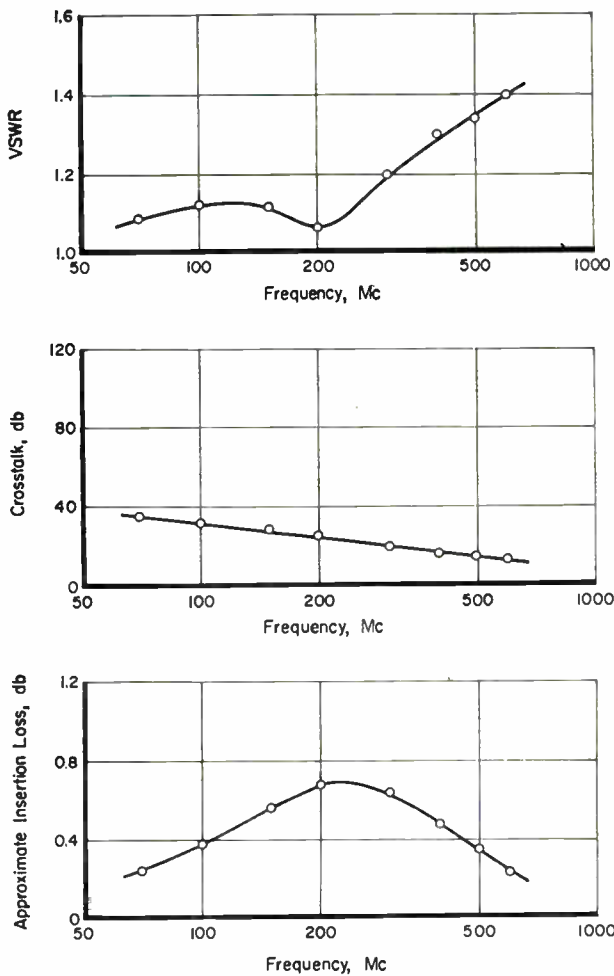 1.6
1.4
1.2
1.0
VSWR
50 100 200 500 1000
Frequency, Mc
120
80
40
0
Crosstalk, db
50 100 200 500 1000
Frequency, Mc
1.2
0.8
0.4
0
Approximate Insertion Loss, db
50 100 200 500 1000
Frequency, Mc